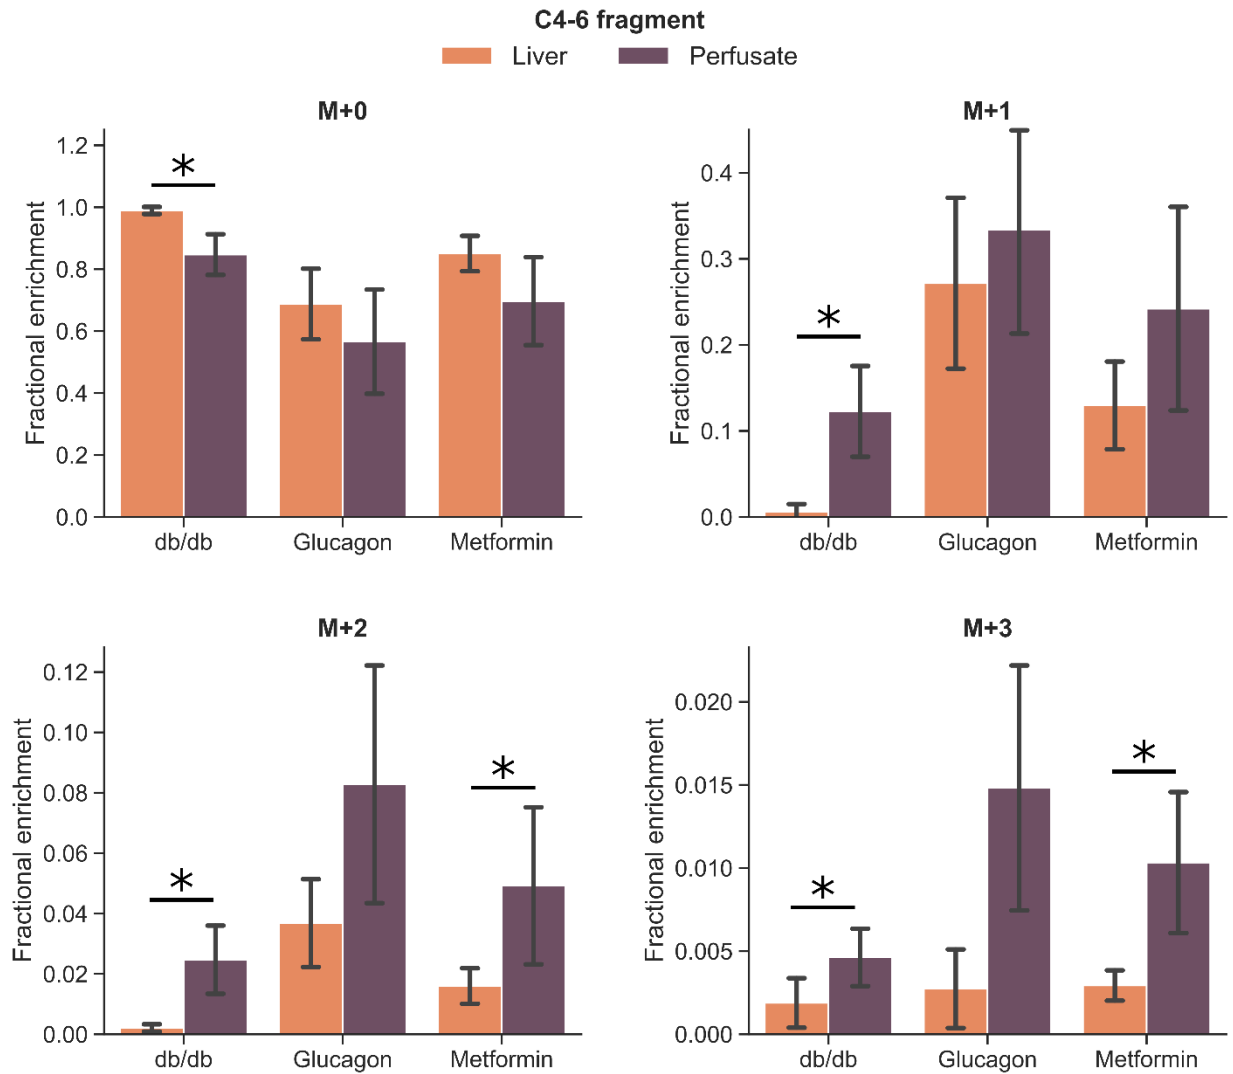 C4-6 fragment
Liver Perfusate
M+0
Fractional enrichment
1.2
1.0
0.8
0.6
0.4
0.2
0.0
*
db/db Glucagon Metformin
M+1
Fractional enrichment
0.4
0.3
0.2
0.1
0.0
*
db/db Glucagon Metformin
M+2
Fractional enrichment
0.12
0.10
0.08
0.06
0.04
0.02
0.00
*
*
db/db Glucagon Metformin
M+3
Fractional enrichment
0.020
0.015
0.010
0.005
0.000
*
*
db/db Glucagon Metformin